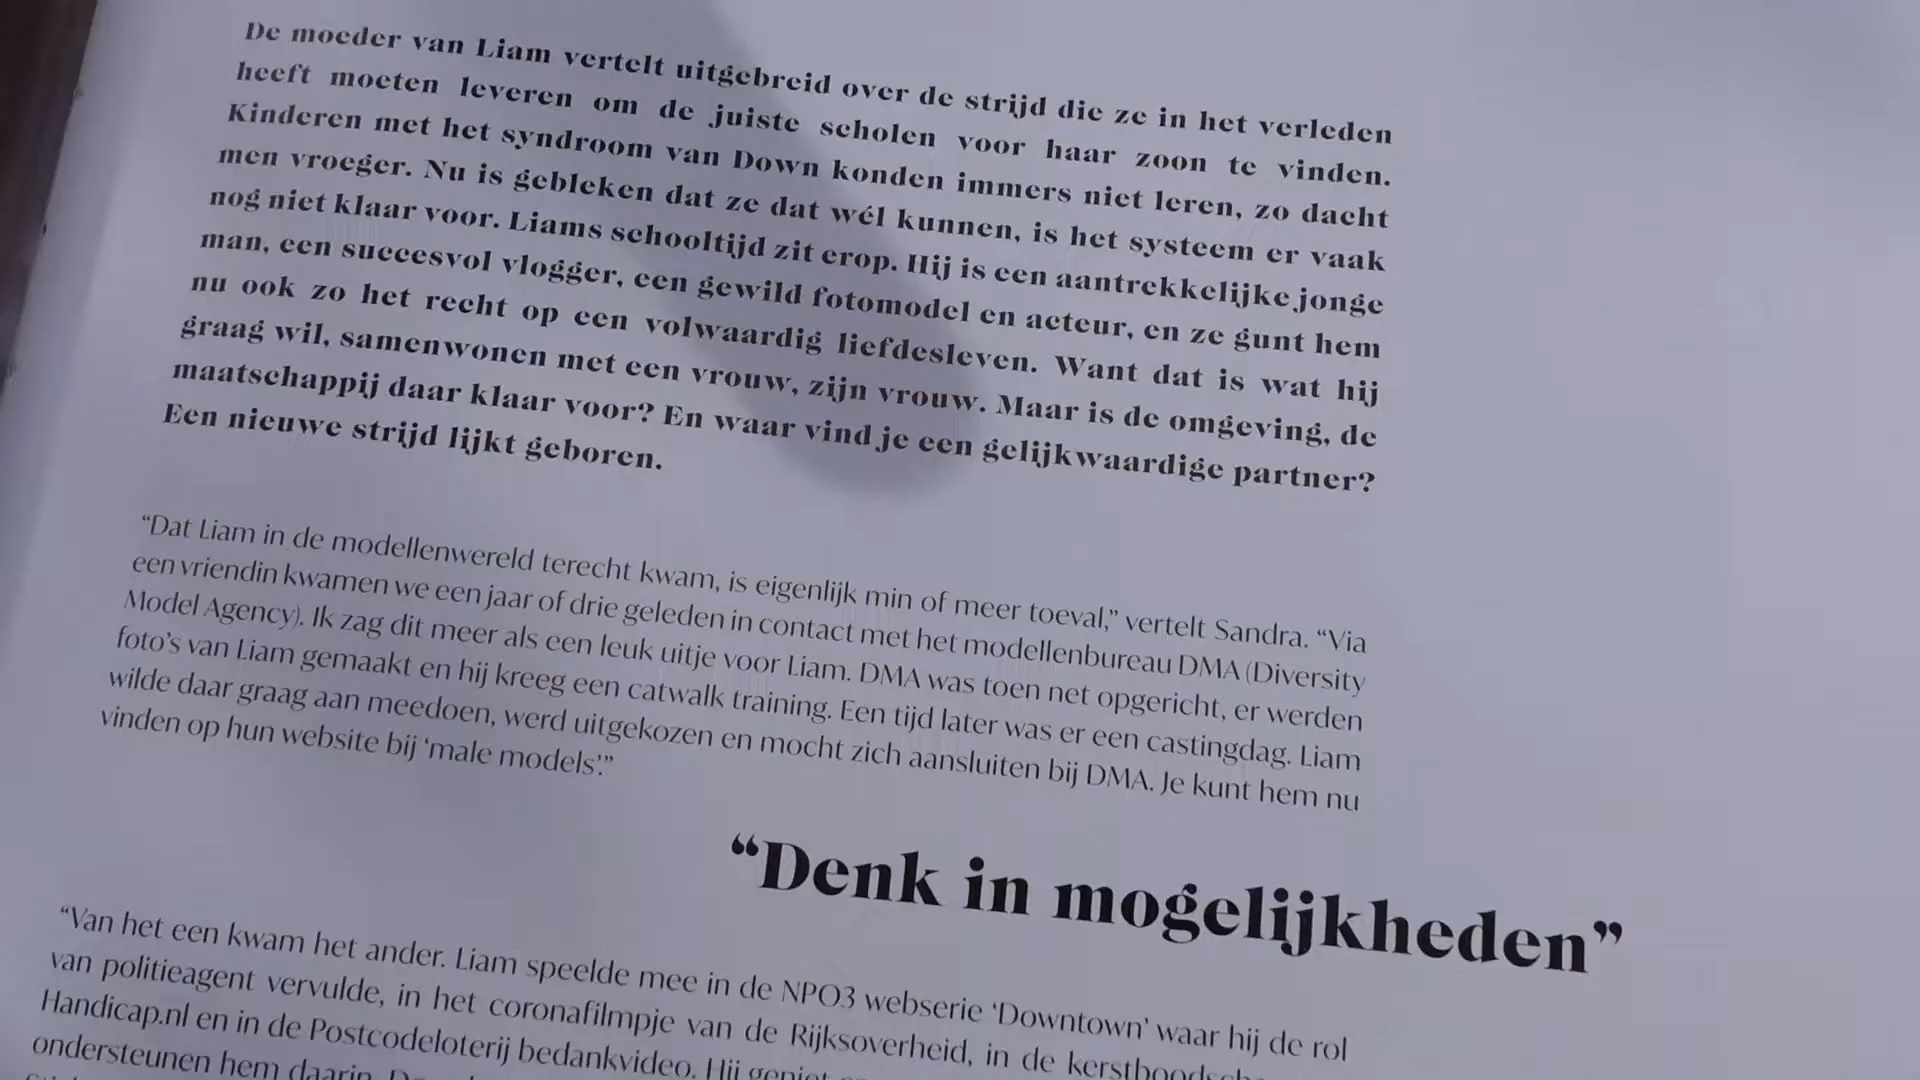 De moeder van Liam vertelt uitgebreid over de strijd die ze in het verleden
heeft moeten leveren om de juiste scholen voor haar zoon te vinden.
Kinderen met het syndroom van Down konden immers niet leren, zo dacht
men vroeger. Nu is gebleken dat ze dat wél kunnen, is het systeem er vaak
nog niet klaar voor. Liams schooltijd zit erop. Hij is een aantrekkelijke jonge
man, een succesvol vlogger, een gewild fotomodel en acteur, en ze gunt hem
nu ook zo het recht op een volwaardig liefdesleven. Want dat is wat hij
graag wil, samenwonen met een vrouw, zijn vrouw. Maar is de omgeving, de
maatschappij daar klaar voor? En waar vind je een gelijkwaardige partner?
Een nieuwe strijd lijkt geboren.
“Dat Liam in de modellenwereld terecht kwam, is eigenlijk min of meer toeval,” vertelt Sandra. “Via
een vriendin kwamen we een jaar of drie geleden in contact met het modellenbureau DMA (Diversity
Model Agency). Ik zag dit meer als een leuk uitje voor Liam. DMA was toen net opgericht, er werden
foto’s van Liam gemaakt en hij kreeg een catwalk training. Een tijd later was er een castingdag. Liam
wilde daar graag aan meedoen, werd uitgekozen en mocht zich aansluiten bij DMA. Je kunt hem nu
vinden op hun website bij ‘male models’.”
“Denk in mogelijkheden”
“Van het een kwam het ander. Liam speelde mee in de NPO3 webserie ‘Downtown’ waar hij de rol
van politieagent vervulde, in het coronafilmpje van de Rijksoverheid, in de
Handicap.nl en in de Postcodeloterij bedankvideo. Hij
ondersteunen hem daarin.